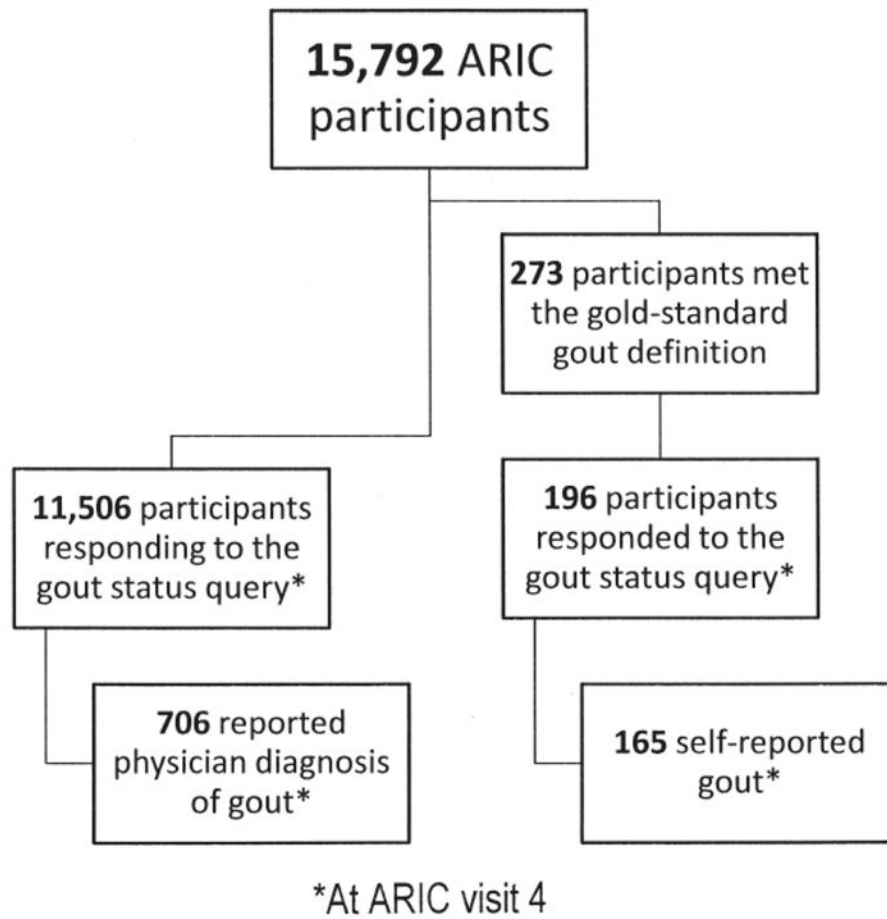 15,792 ARIC
participants
273 participants met
the gold-standard
gout definition
11,506 participants
responding to the
gout status query*
196 participants
responded to the
gout status query*
706 reported
physician diagnosis
of gout*
165 self-reported
gout*
*At ARIC visit 4